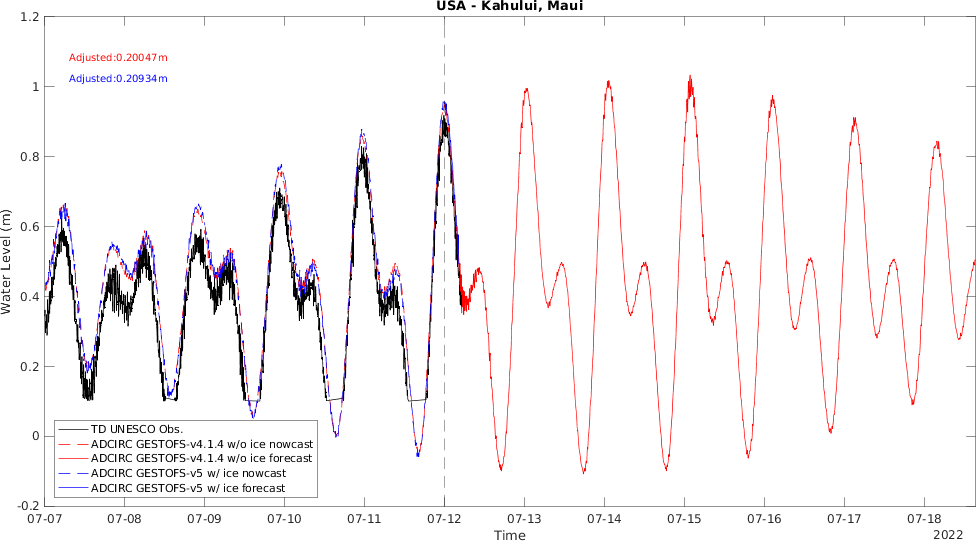 USA - Kahului, Maui
1.2
1
0.8
0.6
0.4
0.2
0
-0.2
Water Level (m)
Adjusted:0.20047m
Adjusted:0.20934m
TD UNESCO Obs.
ADCIRC GESTOFS-v4.1.4 w/o ice nowcast
ADCIRC GESTOFS-v4.1.4 w/o ice forecast
ADCIRC GESTOFS-v5 w/ ice nowcast
ADCIRC GESTOFS-v5 w/ ice forecast
07-07 07-08 07-09 07-10 07-11 07-12 07-13 07-14 07-15 07-16 07-17 07-18
Time
2022